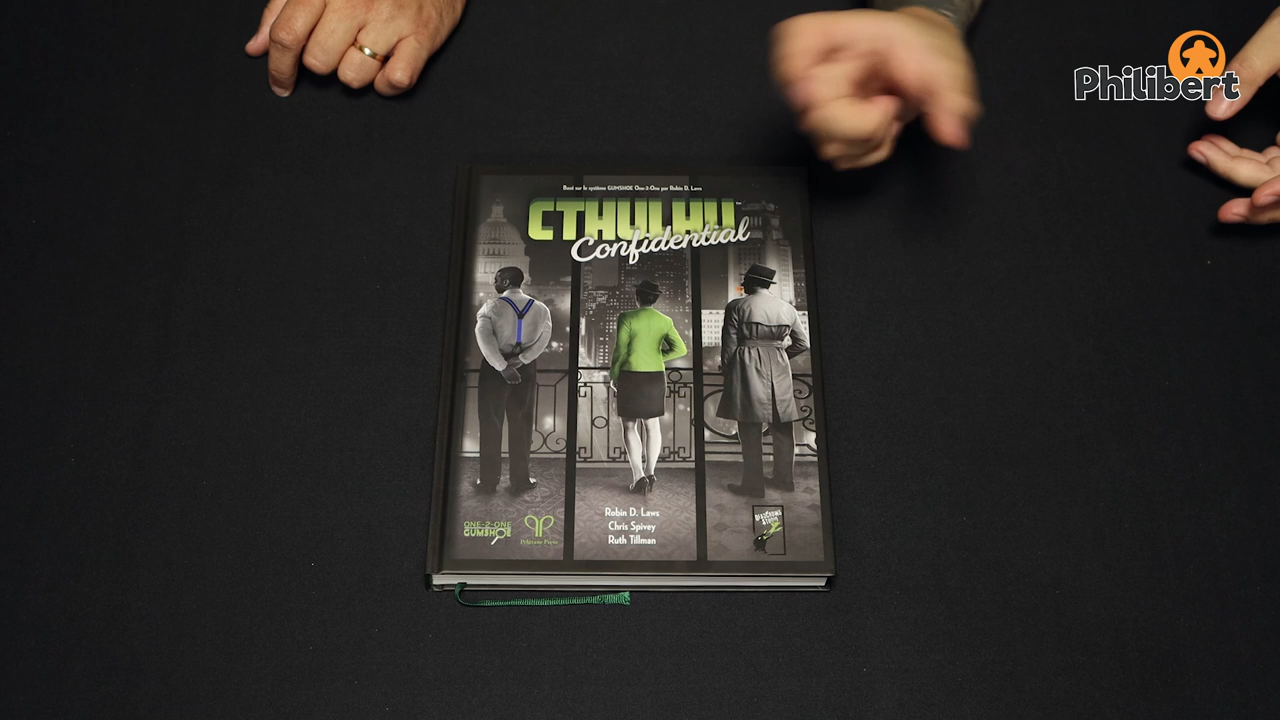 Philibert
Basé sur le système GUMSHOE One-2-One par Robin D. Laws
CTHULHU
Confidential
Robin D. Laws
Chris Spivey
Ruth Tillman
ONE-2-ONE
GUMSHOE
Pelgrane Press